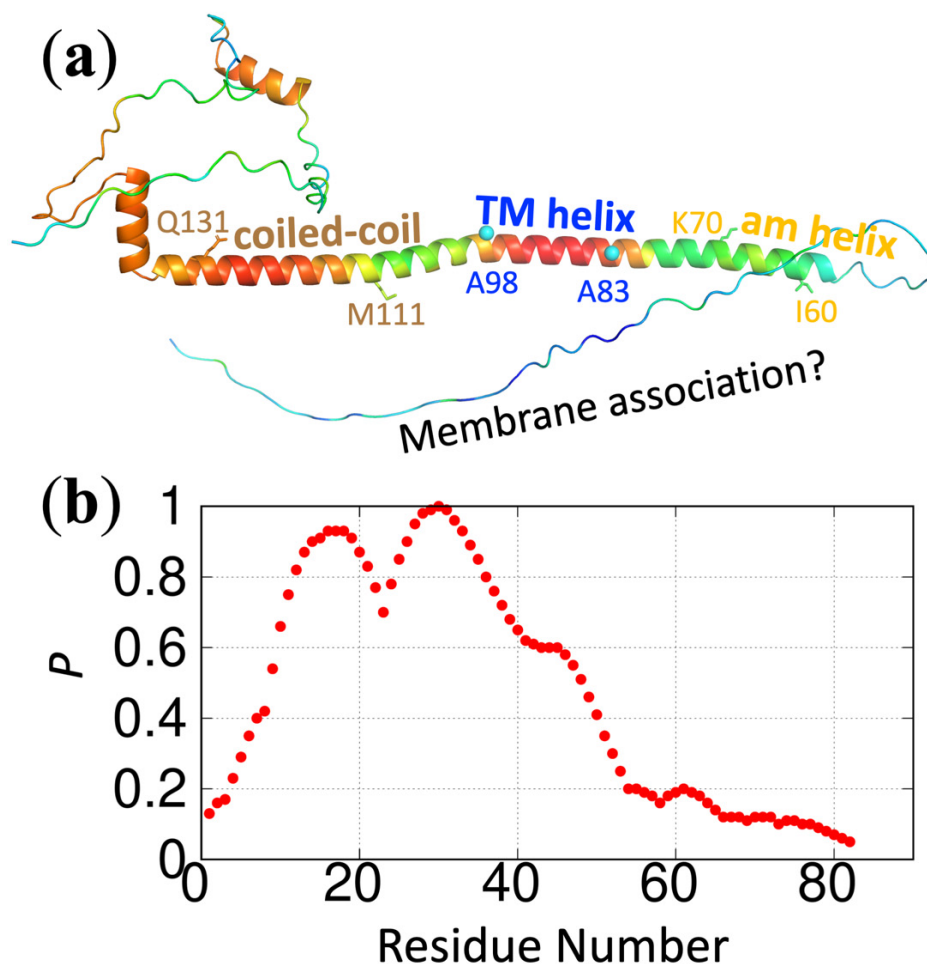 (a)
Q131
coiled-coil
TM helix
K70
am helix
M111
A98
A83
I60
Membrane association?
(b)
1
0.8
0.6
0.4
0.2
0
P
0 20 40 60 80
Residue Number